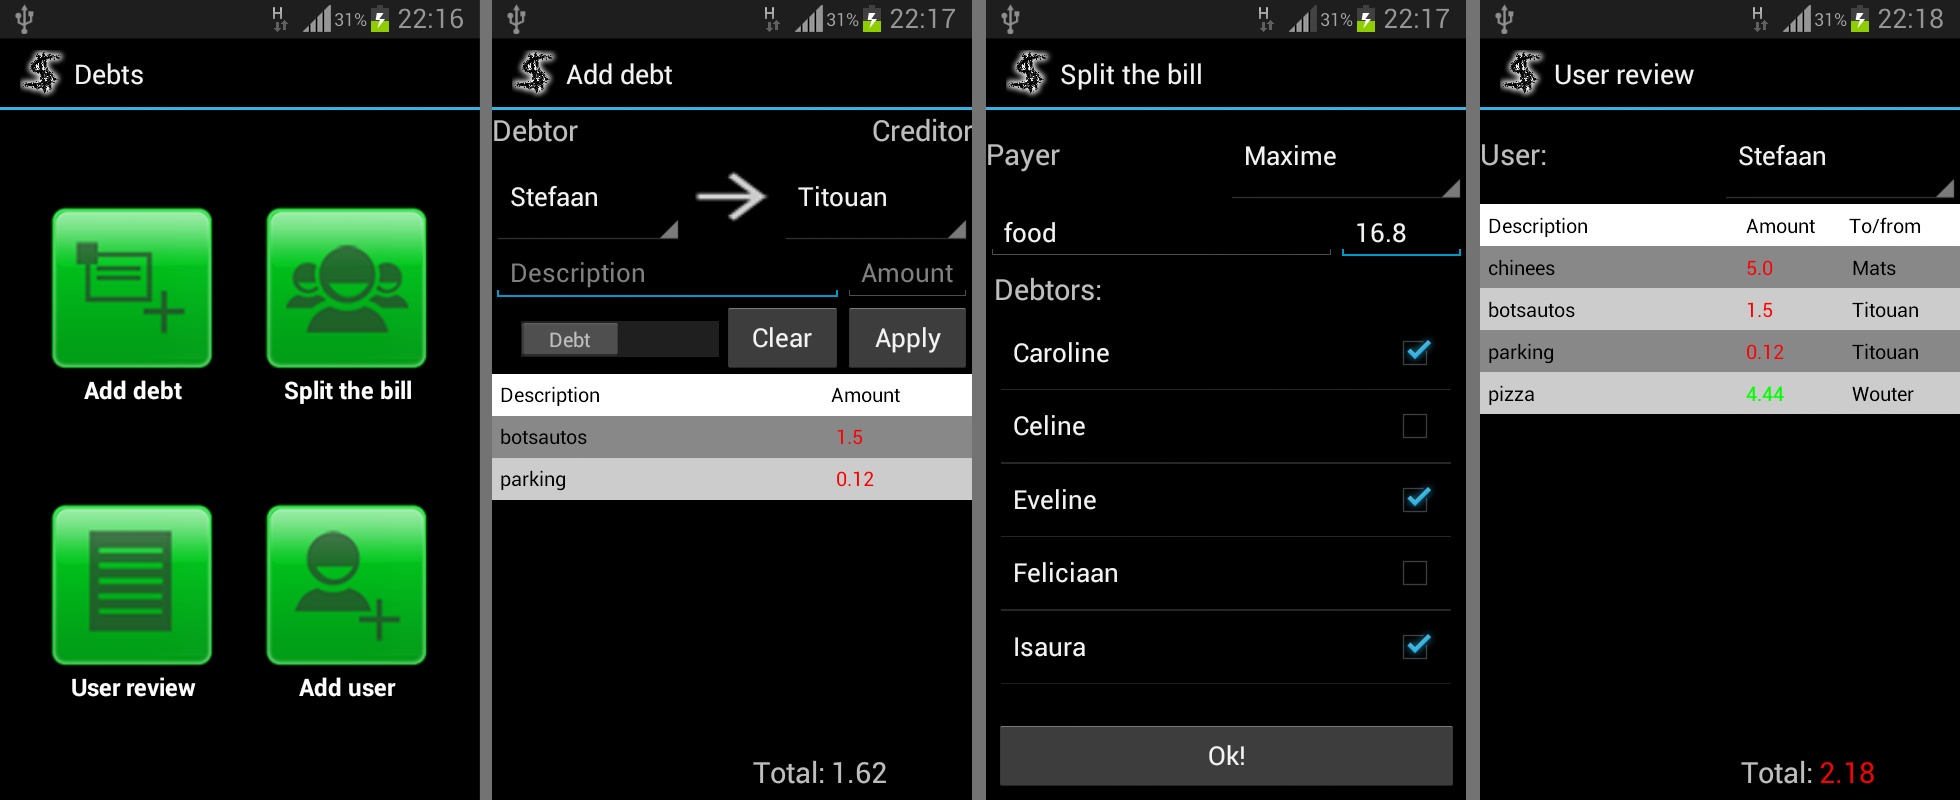 H 31% 22:16
Debts
Add debt
Split the bill
User review
Add user
H 31% 22:17
Add debt
Debtor Creditor
Stefaan Titouan
Description Amount
Debt Clear Apply
Description Amount
botsautos 1.5
parking 0.12
Total: 1.62
H 31% 22:17
Split the bill
Payer Maxime
food 16.8
Debtors:
Caroline
Celine
Eveline
Feliciaan
Isaura
Ok!
H 31% 22:18
User review
User: Stefaan
Description Amount To/from
chinees 5.0 Mats
botsautos 1.5 Titouan
parking 0.12 Titouan
pizza 4.44 Wouter
Total: 2.18